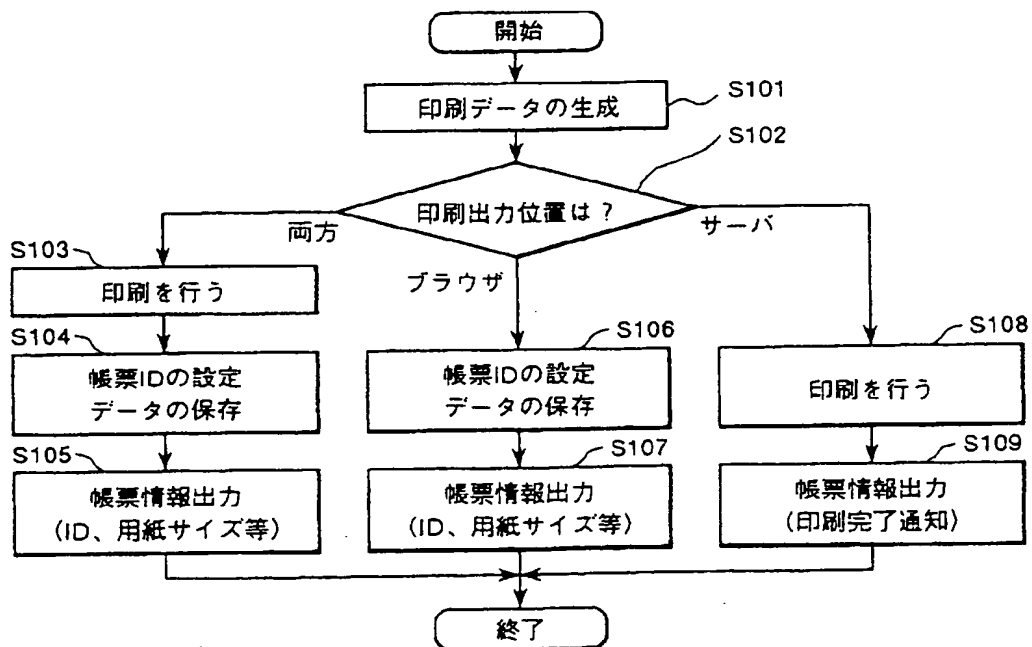 開始
印刷データの生成
S101
S102
印刷出力位置は？
両方
ブラウザ
サーバ
S103
印刷を行う
S104
帳票IDの設定
データの保存
S105
帳票情報出力
（ID、用紙サイズ等）
S106
帳票IDの設定
データの保存
S107
帳票情報出力
（ID、用紙サイズ等）
S108
印刷を行う
S109
帳票情報出力
（印刷完了通知）
終了